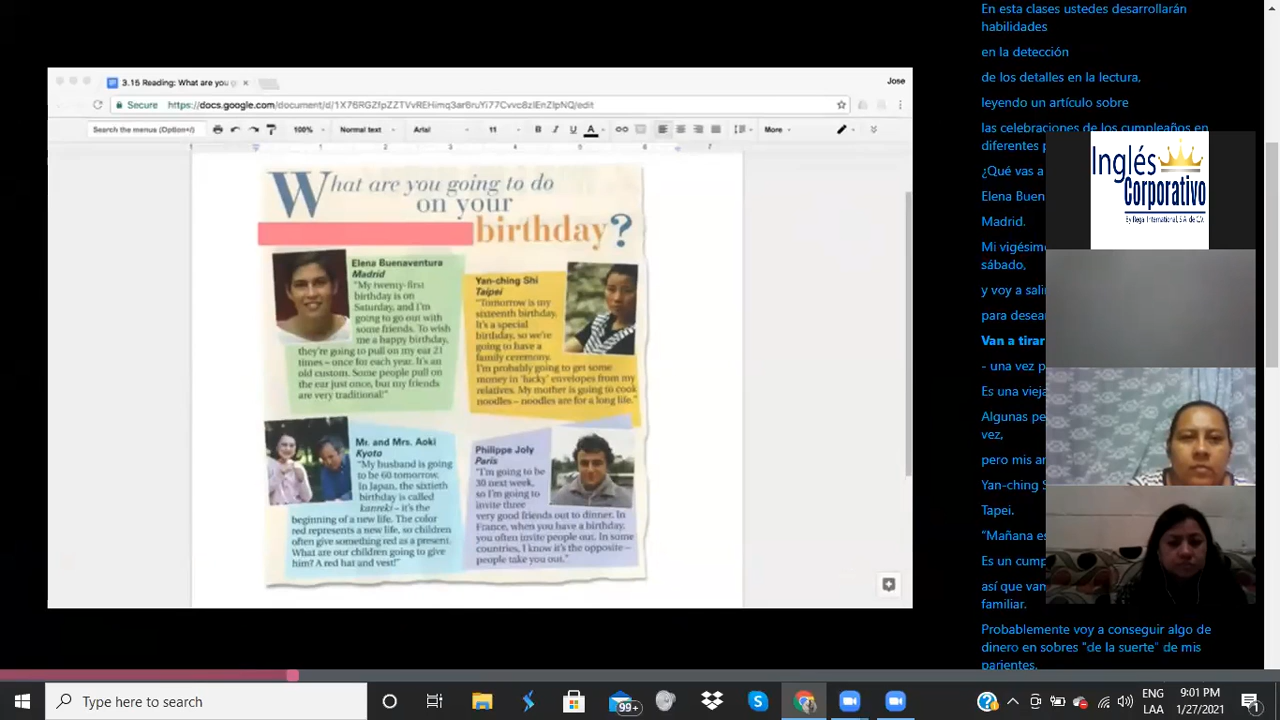 3.15 Reading: What are you g
Jose
Secure
https://docs.google.com/document/d/
/edit
Search the menus (Option+/)
100%
Normal text
Arial
11
B
I
U
A
More
1
1
2
3
4
5
6
7
What are you going to do
on your
birthday?
Elena Buenaventura
Madrid
"My twenty-first
birthday is on
Saturday, and I'm
going to go out with
some friends. To wish
me a happy birthday,
they're going to pull on my ear 21
times – once for each year. It's an
old custom. Some people pull on
the ear just once, but my friends
are very traditional!"
Yan-ching Shi
Taipei
"Tomorrow is my
sixteenth birthday.
It's a special
birthday, so we're
going to have a
family ceremony.
I'm probably going to get some
money in 'lucky' envelopes from my
relatives. My mother is going to cook
noodles – noodles are for a long life."
Mr. and Mrs. Aoki
Kyoto
"My husband is going
to be 60 tomorrow.
In Japan, the sixtieth
birthday is called
kanreki – it's the
beginning of a new life. The color
red represents a new life, so children
often give something red as a present.
What are our children going to give
him? A red hat and vest!"
Philippe Joly
Paris
"I'm going to be
30 next week,
so I'm going to
invite three
very good friends out to dinner. In
France, when you have a birthday,
you often invite people out. In some
countries, I know it's the opposite –
people take you out."
En esta clases ustedes desarrollarán
habilidades
en la detección
de los detalles en la lectura,
leyendo un artículo sobre
las celebraciones de los cumpleaños en
diferentes p
¿Qué vas a
Elena Buen
Madrid.
Mi vigésim
sábado,
y voy a salir
para desea
Van a tirar
- una vez p
Es una vieja
Algunas pe
vez,
pero mis a
Yan-ching S
Tapei.
"Mañana es
Es un cump
así que vam
familiar.
Probablemente voy a conseguir algo de
dinero en sobres "de la suerte" de mis
parientes.
Inglés
Corporativo
By Regal International, S.A. de C.V.
Type here to search
99+
ENG
LAA
9:01 PM
1/27/2021
1